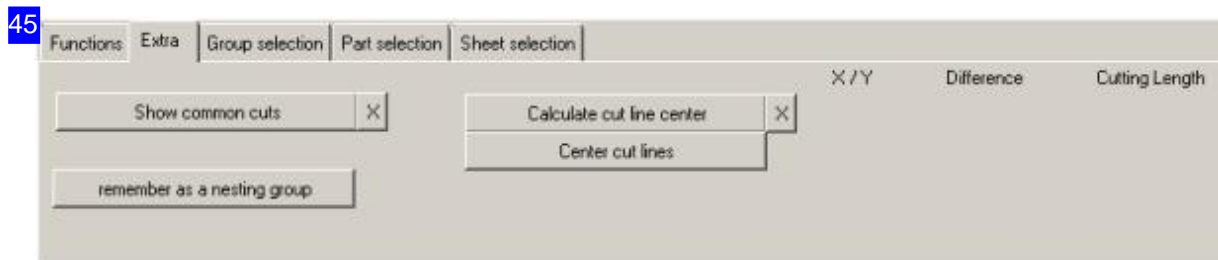 45
Functions Extra Group selection Part selection Sheet selection
X / Y Difference Cutting Length
Show common cuts X Calculate cut line center X
Center cut lines
remember as a nesting group